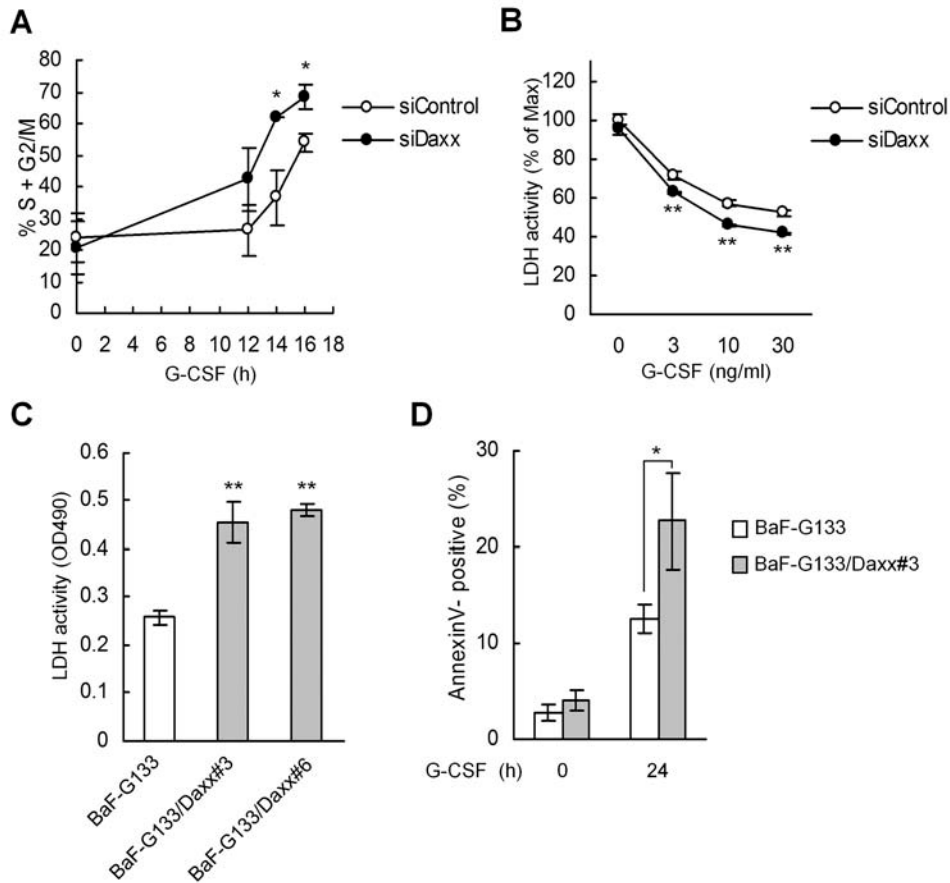 A
80
70
60
50
40
30
20
10
0
% S + G2/M
* *
siControl
siDaxx
0 2 4 6 8 10 12 14 16 18
G-CSF (h)
B
120
100
80
60
40
20
0
LDH activity (% of Max)
** ** **
siControl
siDaxx
0 3 10 30
G-CSF (ng/ml)
C
0.6
0.5
0.4
0.3
0.2
0.1
0
LDH activity (OD490)
** **
BaF-G133
BaF-G133/Daxx#3
BaF-G133/Daxx#6
D
30
20
10
0
AnnexinV- positive (%)
*
BaF-G133
BaF-G133/Daxx#3
G-CSF (h) 0 24